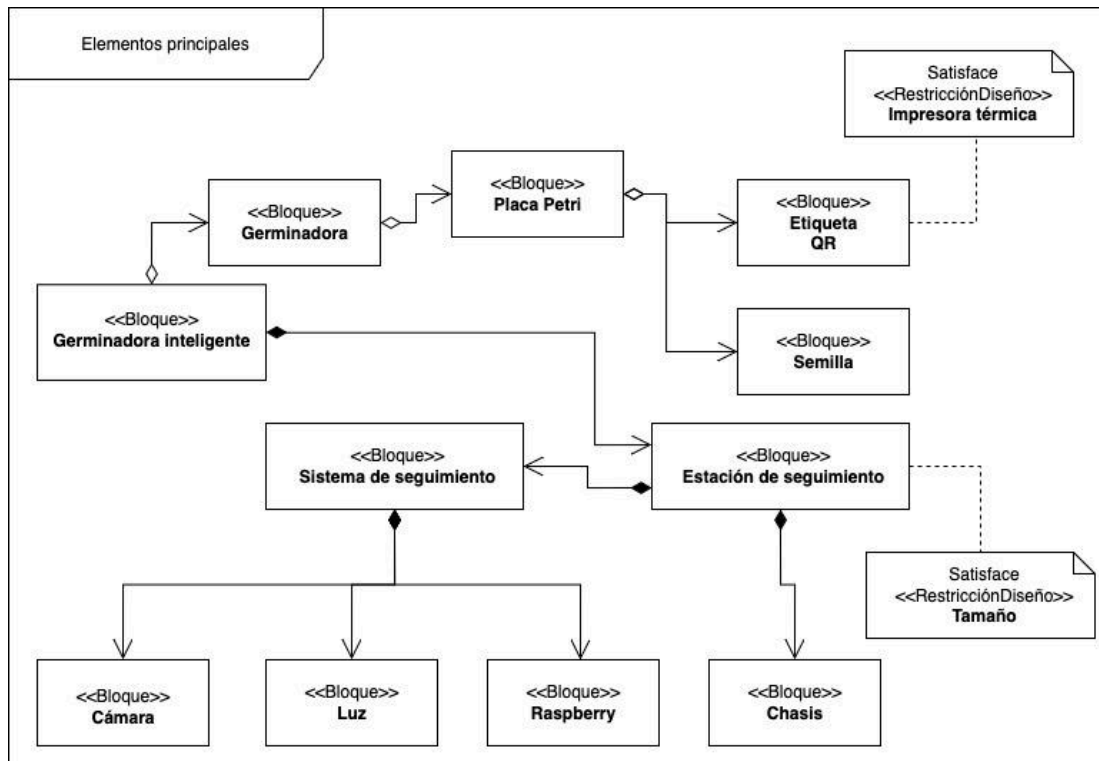 Elementos principales
Satisface
<<RestricciónDiseño>>
Impresora térmica
<<Bloque>>
Placa Petri
<<Bloque>>
Germinadora
<<Bloque>>
Etiqueta
QR
<<Bloque>>
Germinadora inteligente
<<Bloque>>
Semilla
<<Bloque>>
Sistema de seguimiento
<<Bloque>>
Estación de seguimiento
Satisface
<<RestricciónDiseño>>
Tamaño
<<Bloque>>
Cámara
<<Bloque>>
Luz
<<Bloque>>
Raspberry
<<Bloque>>
Chasis